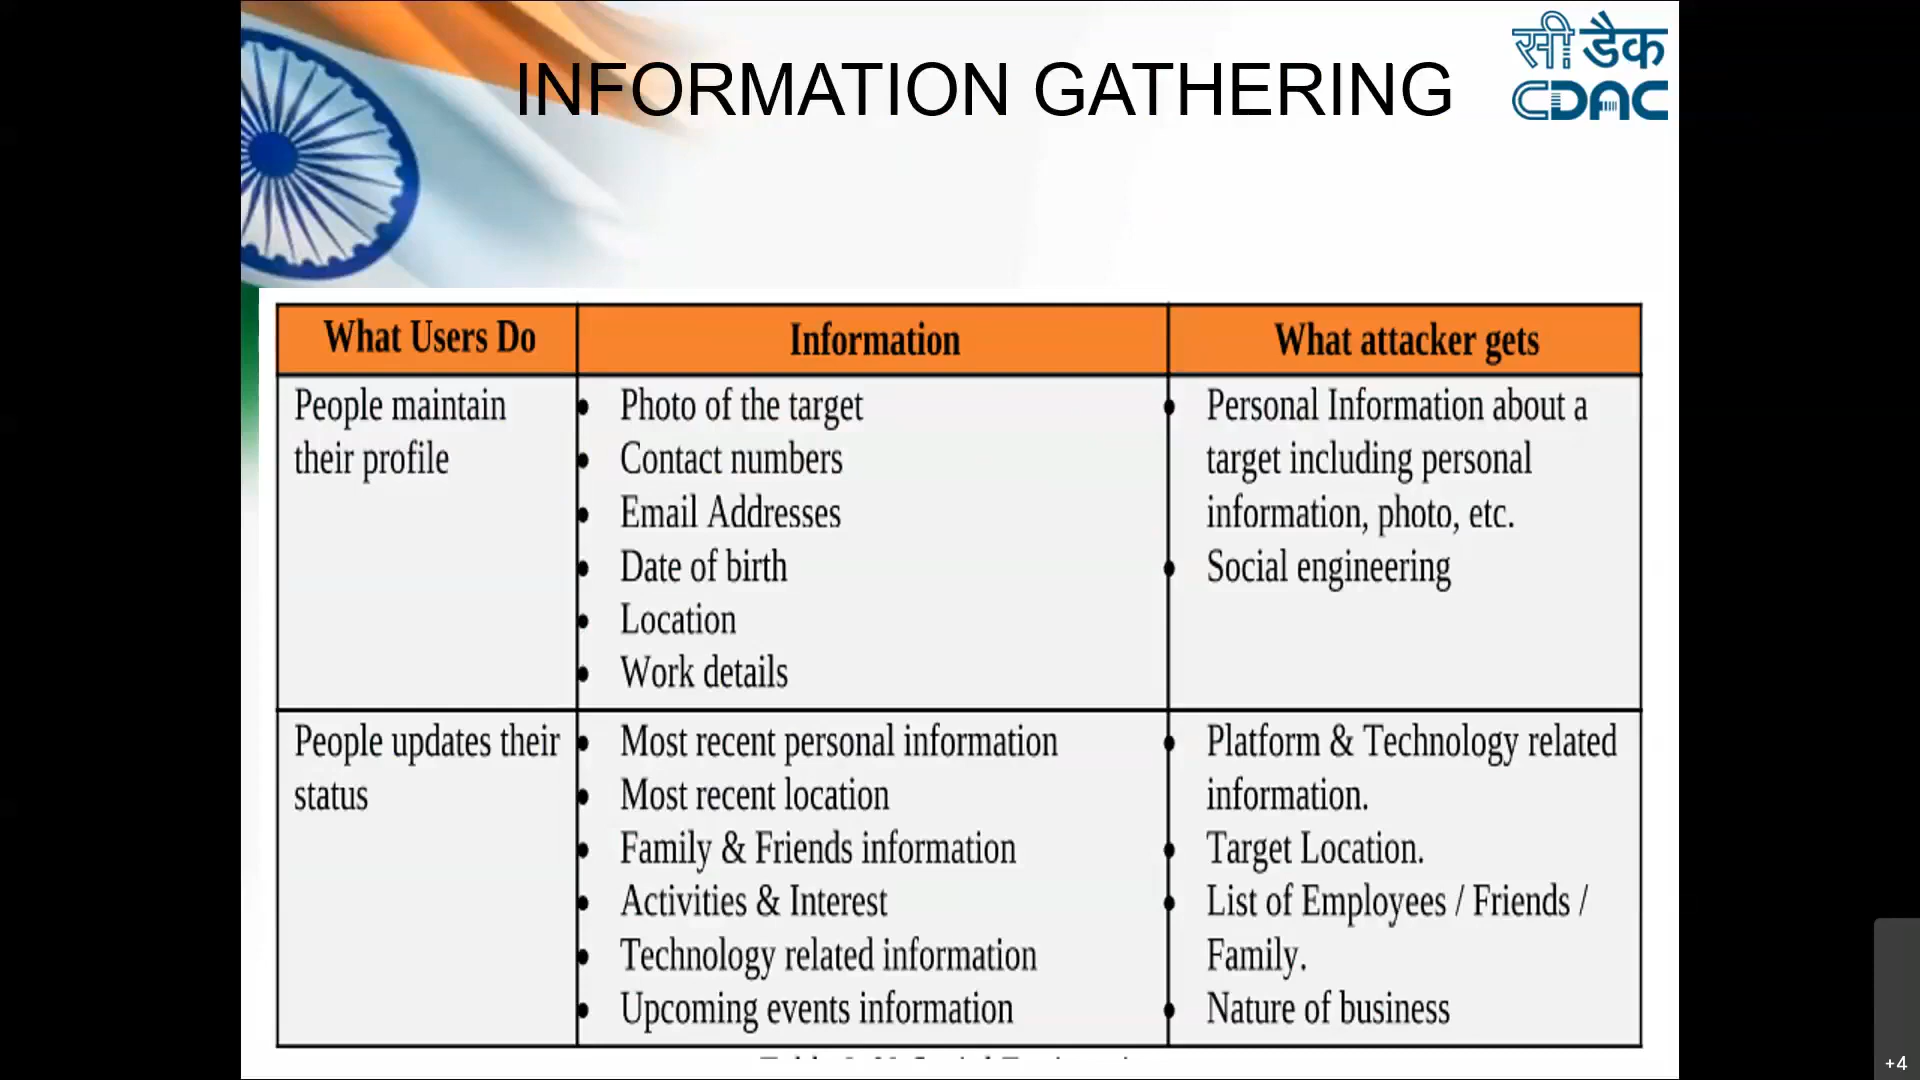 INFORMATION GATHERING
सी डैक
CDAC
What Users Do
Information
What attacker gets
People maintain
their profile
• Photo of the target
• Contact numbers
• Email Addresses
• Date of birth
• Location
• Work details
• Personal Information about a
target including personal
information, photo, etc.
• Social engineering
People updates their
status
• Most recent personal information
• Most recent location
• Family & Friends information
• Activities & Interest
• Technology related information
• Upcoming events information
• Platform & Technology related
information.
• Target Location.
• List of Employees / Friends /
Family.
• Nature of business
+4